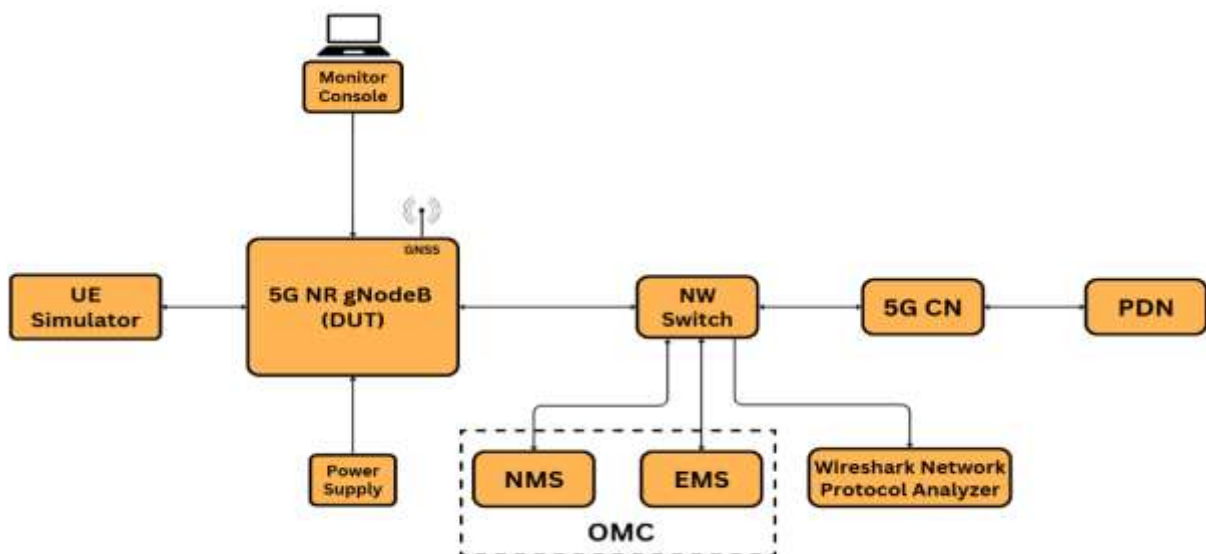 Monitor
Console
GNSS
UE
Simulator
5G NR gNodeB
(DUT)
NW
Switch
5G CN
PDN
Power
Supply
NMS
EMS
Wireshark Network
Protocol Analyzer
OMC